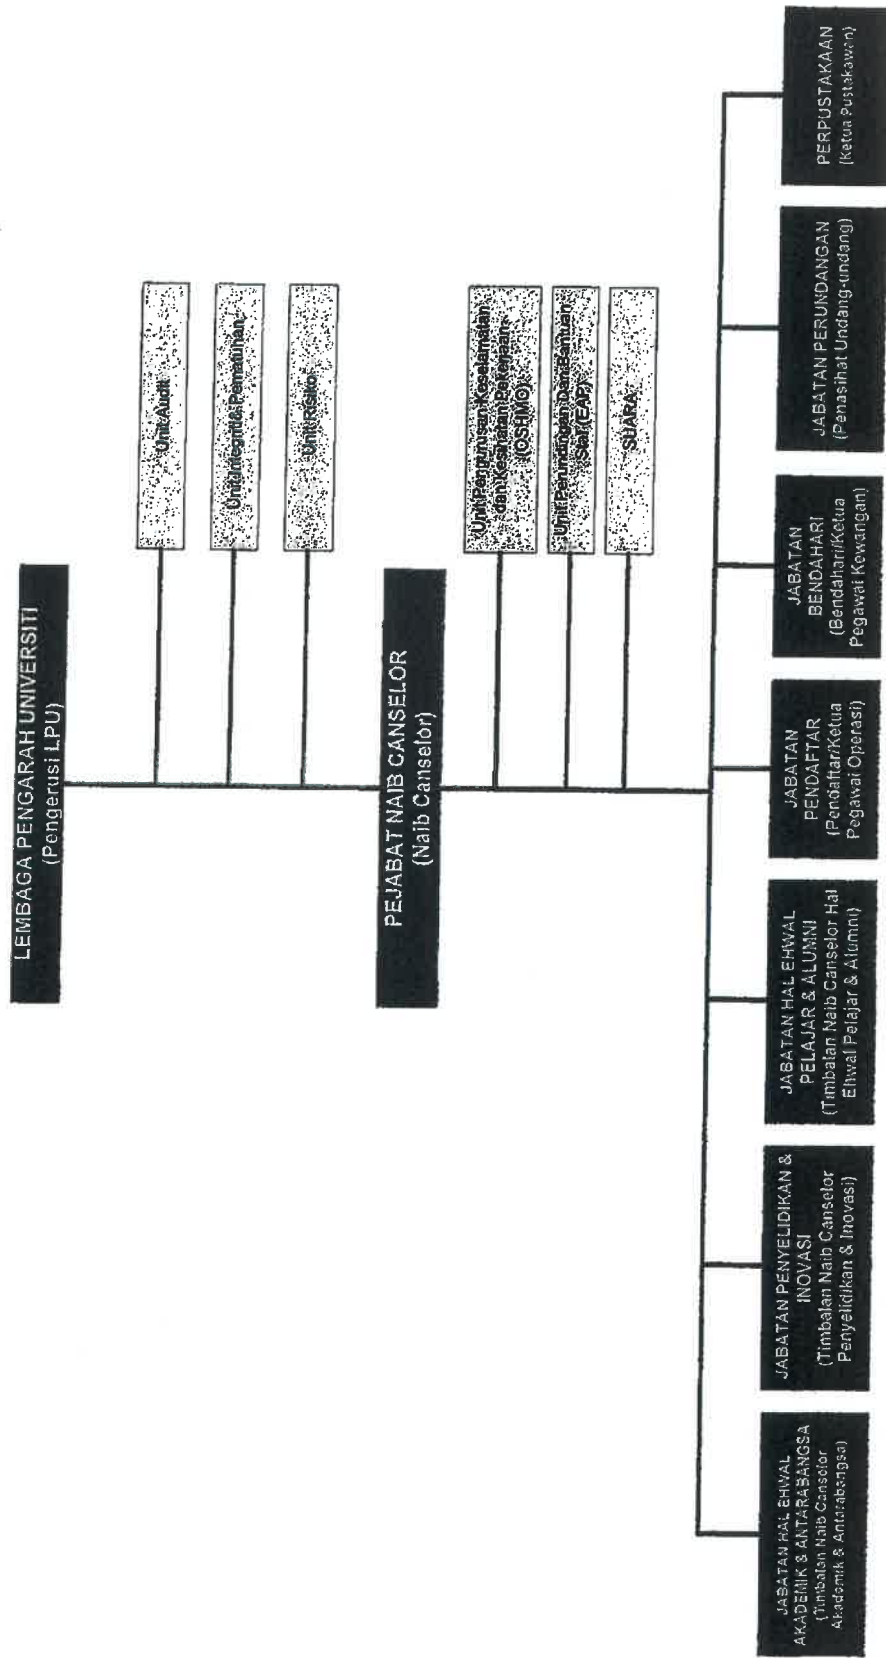 LEMBAGA PENGARAH UNIVERSITI
(Pengerusi LPU)
Unit Audit
Unit Integriti & Pematuhan
Unit Risiko
PEJABAT NAIB CANSELOR
(Naib Canselor)
Unit Pengurusan Keselamatan
dan Kesihatan Pekerjaan
(OSHMO)
Unit Perundingan Dan Bantuan
Staf (EAP)
SUARA
JABATAN HAL EHWAL
AKADEMIK & ANTARABANGSA
(Timbalan Naib Canselor
Akademik & Antarabangsa)
JABATAN PENYELIDIKAN &
INOVASI
(Timbalan Naib Canselor
Penyelidikan & Inovasi)
JABATAN HAL EHWAL
PELAJAR & ALUMNI
(Timbalan Naib Canselor Hal
Ehwal Pelajar & Alumni)
JABATAN
PENDAFTAR
(Pendaftar/Ketua
Pegawai Operasi)
JABATAN
BENDAHARI
(Bendahari/Ketua
Pegawai Kewangan)
JABATAN PERUNDANGAN
(Penasihat Undang-undang)
PERPUSTAKAAN
(Ketua Pustakawan)